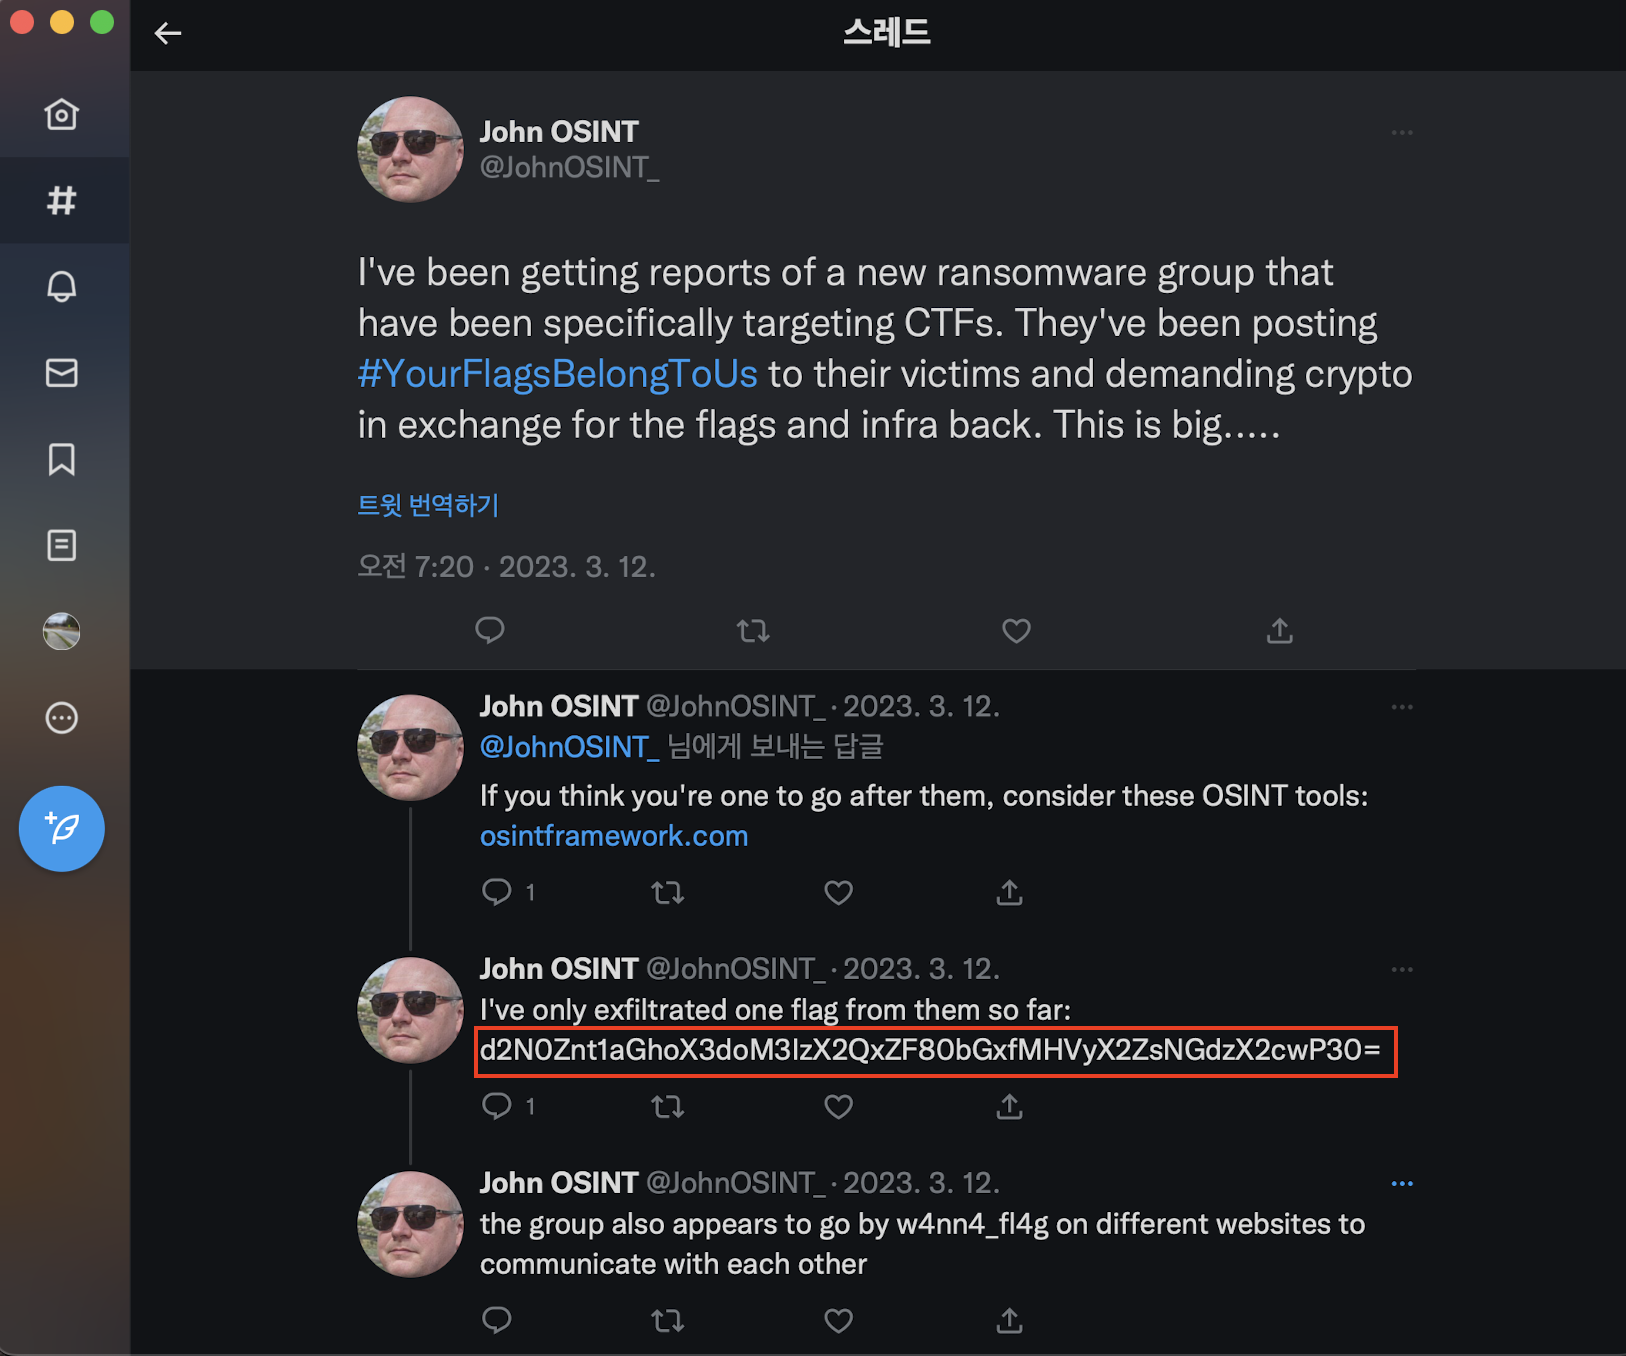 스레드
John OSINT
@JohnOSINT_
I've been getting reports of a new ransomware group that
have been specifically targeting CTFs. They've been posting
#YourFlagsBelongToUs to their victims and demanding crypto
in exchange for the flags and infra back. This is big.....
트윗 번역하기
오전 7:20 · 2023. 3. 12.
John OSINT @JohnOSINT_ · 2023. 3. 12.
@JohnOSINT_ 님에게 보내는 답글
If you think you're one to go after them, consider these OSINT tools:
osintframework.com
1
John OSINT @JohnOSINT_ · 2023. 3. 12.
I've only exfiltrated one flag from them so far:
d2N0Znt1aGhoX3doM3IzX2QxZF80bGxfMHVyX2ZsNGdzX2cwP30=
1
John OSINT @JohnOSINT_ · 2023. 3. 12.
the group also appears to go by w4nn4_fl4g on different websites to
communicate with each other